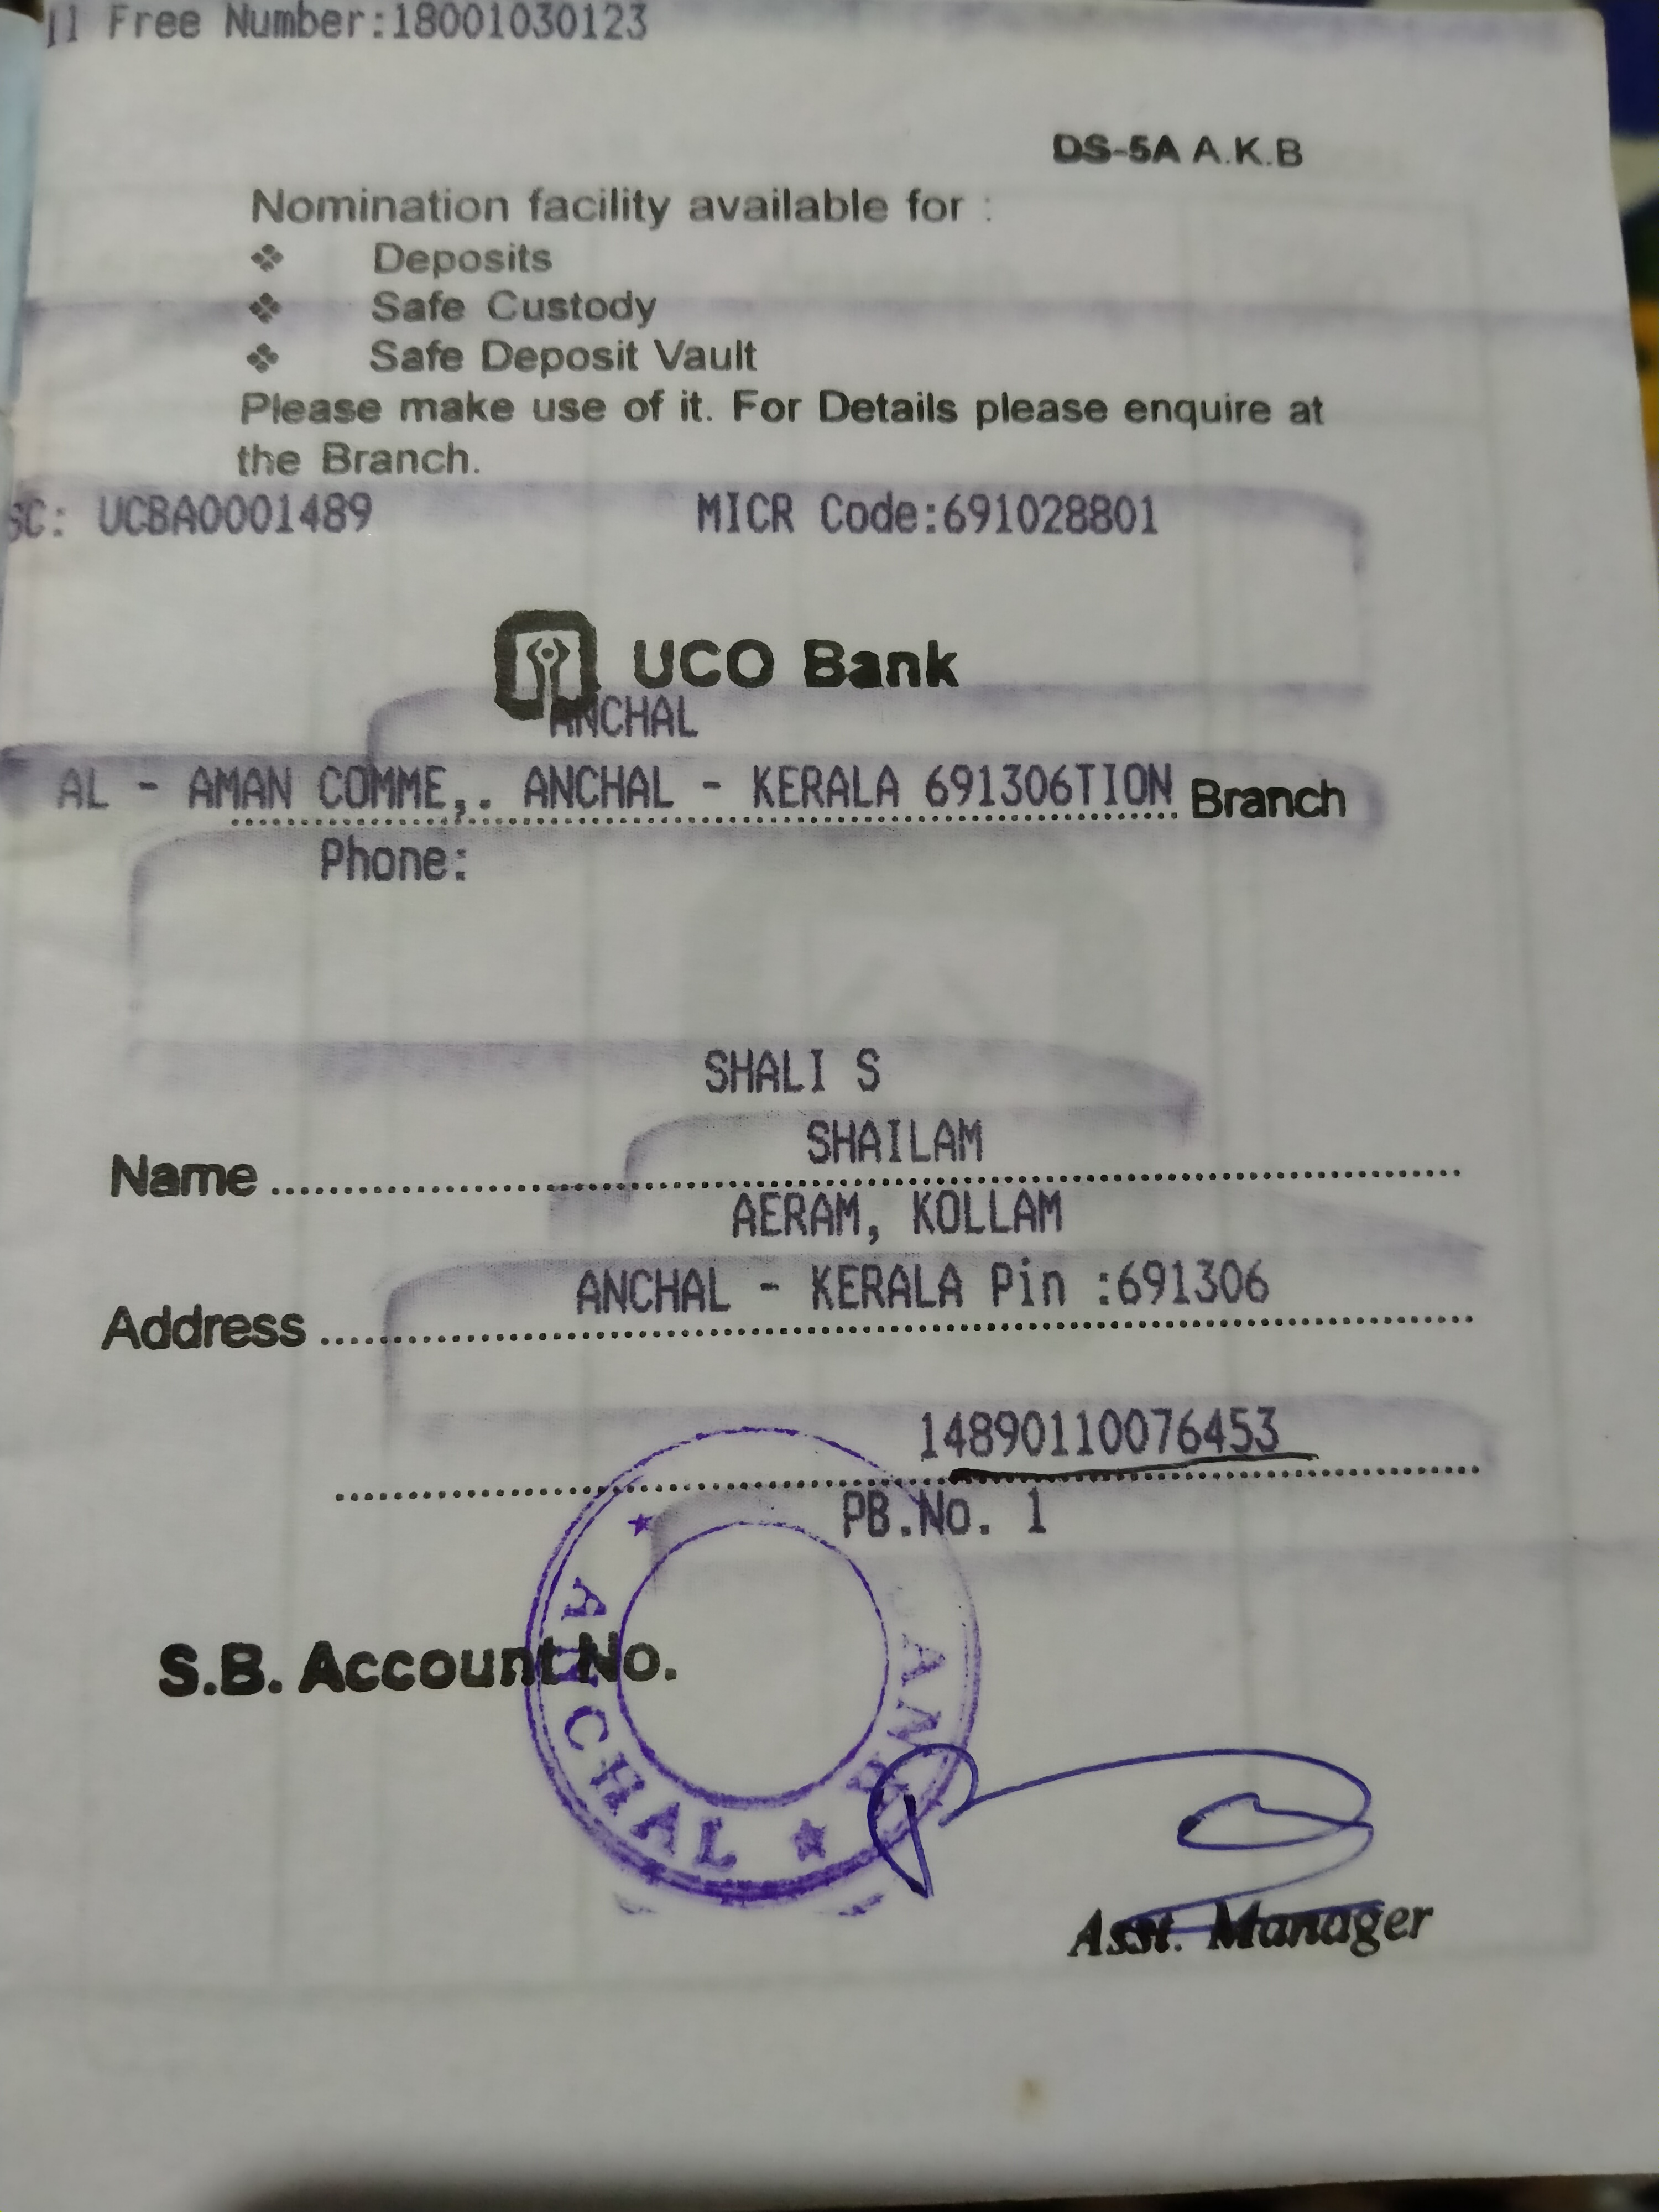 ll Free Number:18001030123
DS-5A A.K.B
Nomination facility available for :
❖ Deposits
❖ Safe Custody
❖ Safe Deposit Vault
Please make use of it. For Details please enquire at
the Branch.
SC: UCBA0001489 MICR Code:691028801
UCO Bank
ANCHAL
AL - AMAN COMME,. ANCHAL - KERALA 691306TION Branch
Phone:
SHALI S
SHAILAM
Name
AERAM, KOLLAM
ANCHAL - KERALA Pin :691306
Address
14890110076453
PB.No. 1
S.B. Account No.
ANCHAL
Asst. Manager